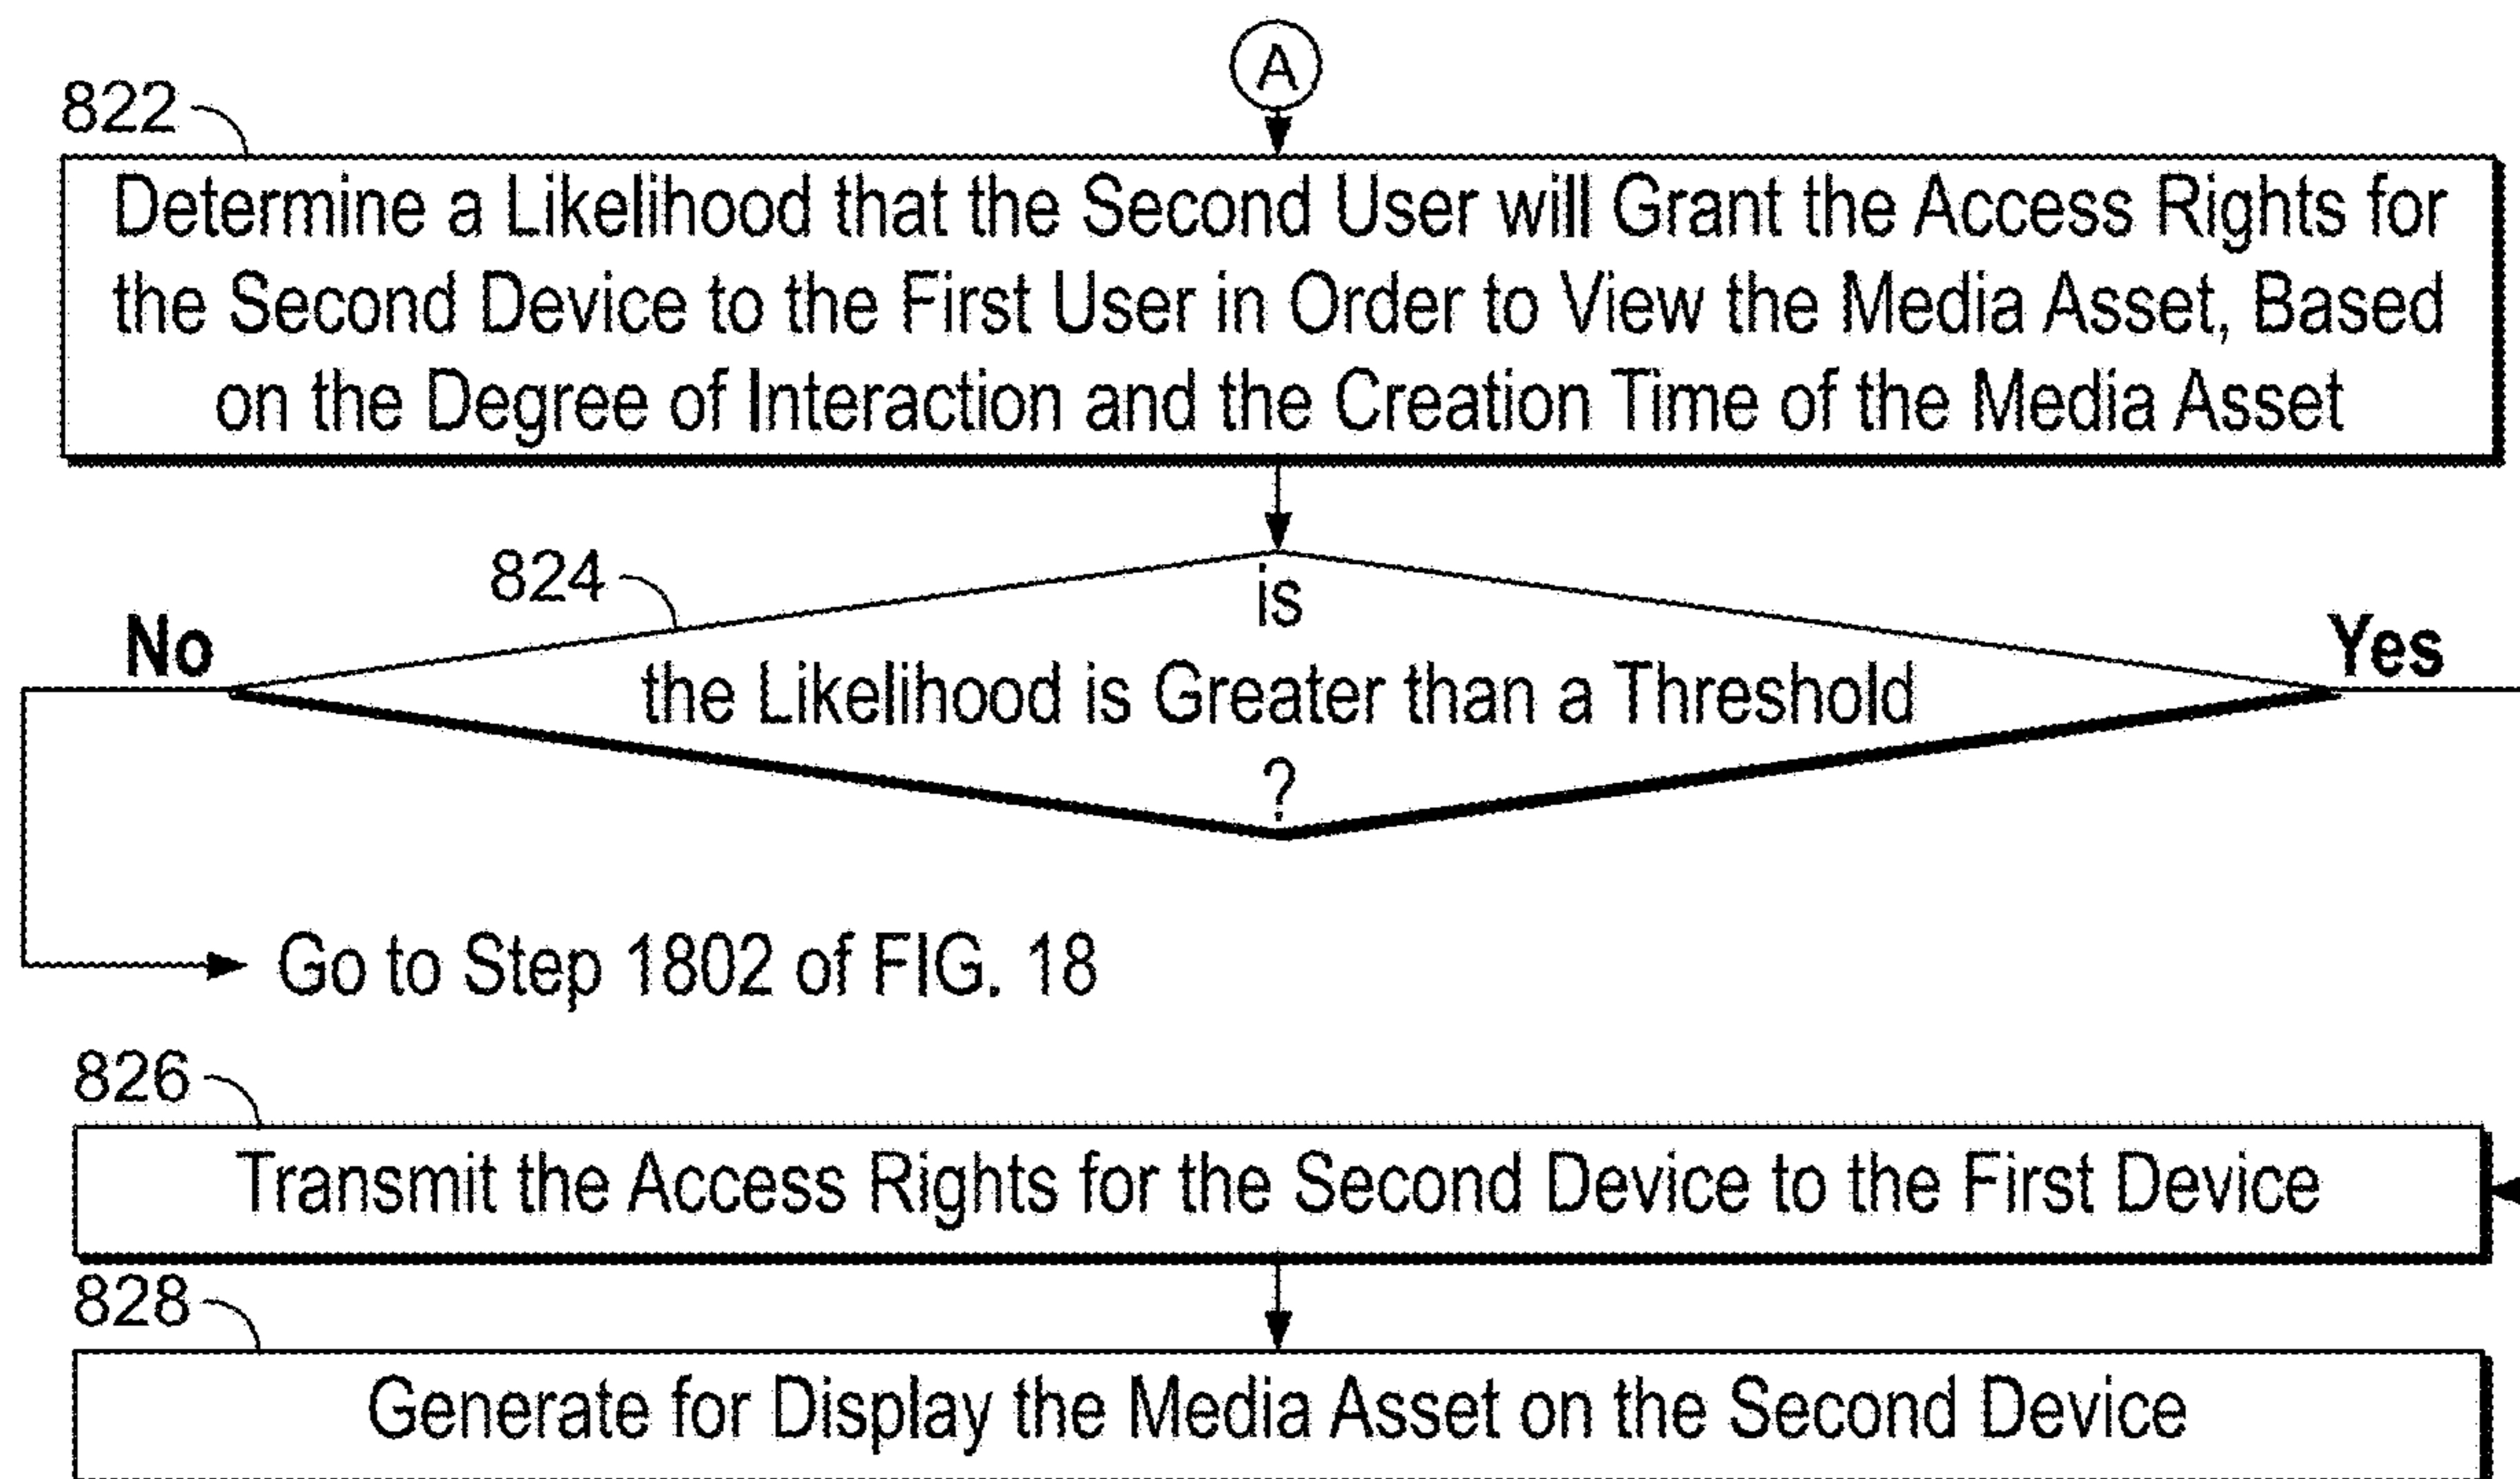 A
822
Determine a Likelihood that the Second User will Grant the Access Rights for
the Second Device to the First User in Order to View the Media Asset, Based
on the Degree of Interaction and the Creation Time of the Media Asset
824
is
No
Yes
the Likelihood is Greater than a Threshold
?
Go to Step 1802 of FIG. 18
826
Transmit the Access Rights for the Second Device to the First Device
828
Generate for Display the Media Asset on the Second Device